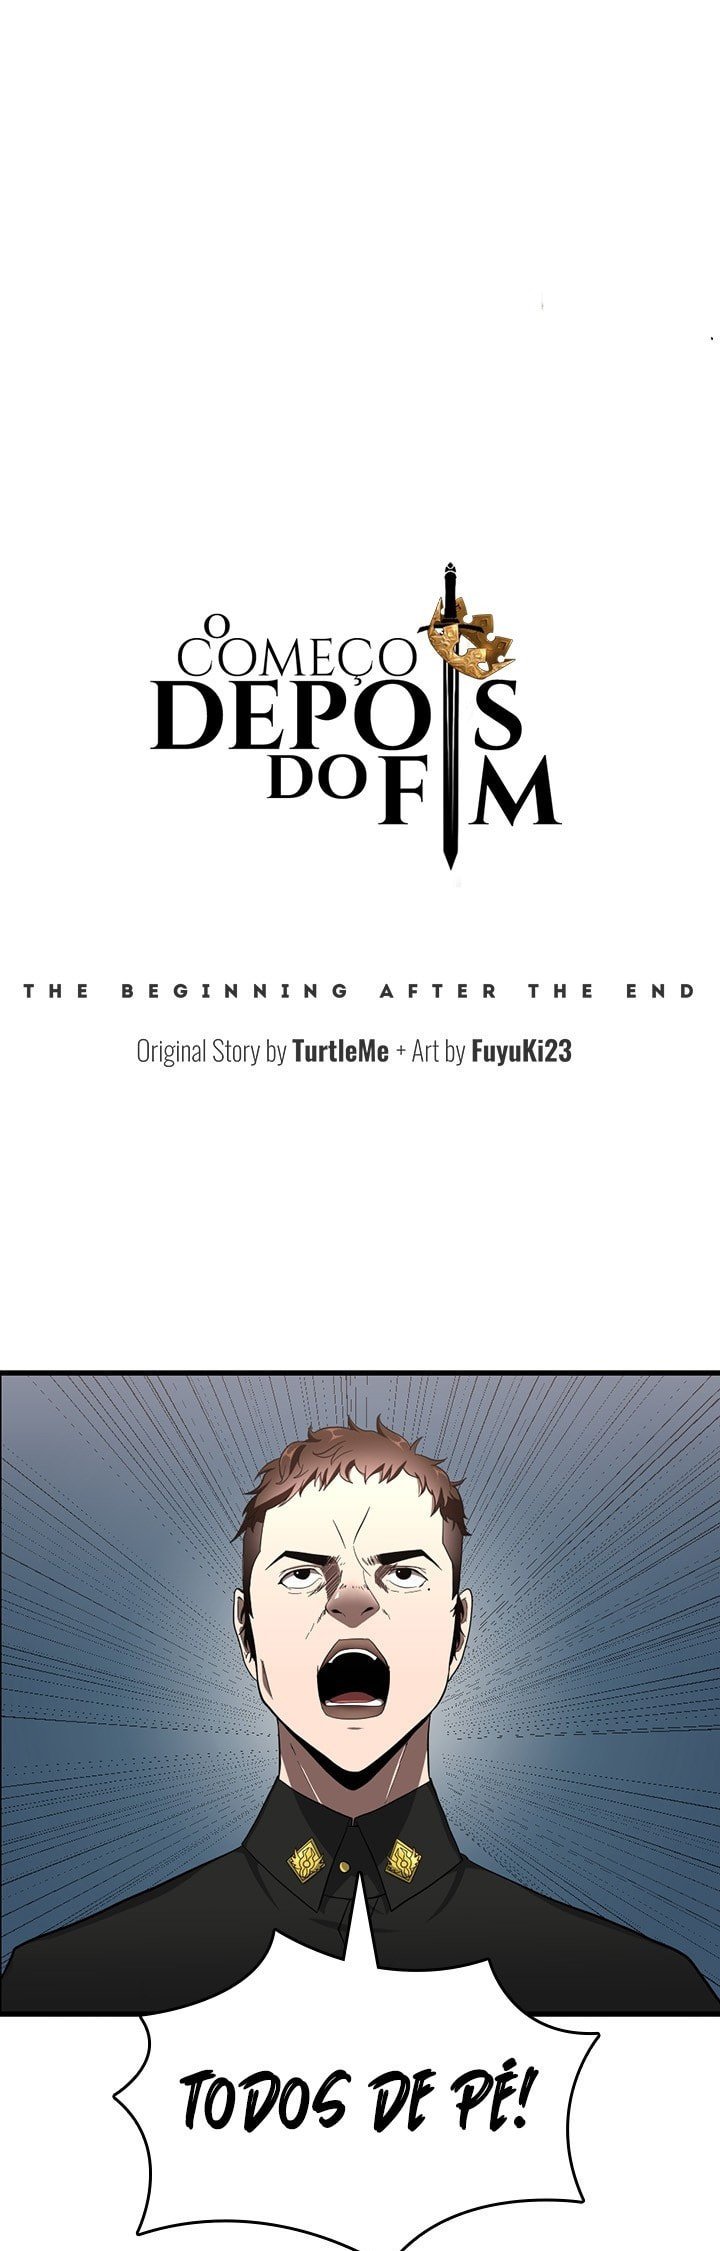 O
COMEÇO
DEPOIS
DO FIM
THE BEGINNING AFTER THE END
Original Story by TurtleMe + Art by FuyuKi23
TODOS DE PÉ!